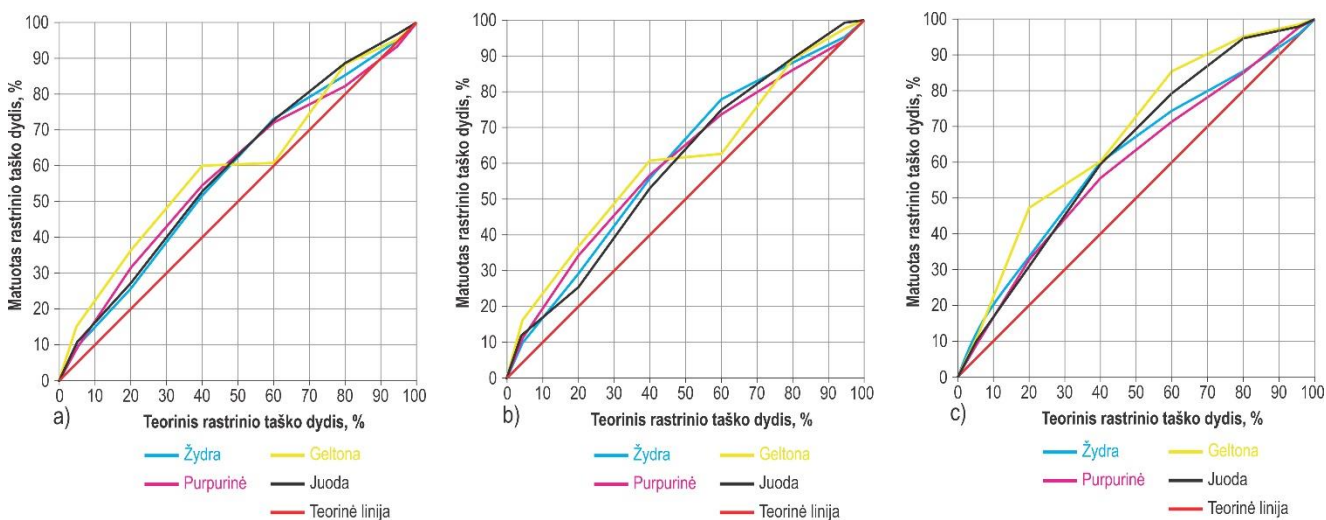 Matuotas rastrinio taško dydis, %
100
90
80
70
60
50
40
30
20
10
0
0 10 20 30 40 50 60 70 80 90 100
a)
Teorinis rastrinio taško dydis, %
Žydra
Geltona
Purpurinė
Juoda
Teorinė linija
Matuotas rastrinio taško dydis, %
100
90
80
70
60
50
40
30
20
10
0
0 10 20 30 40 50 60 70 80 90 100
b)
Teorinis rastrinio taško dydis, %
Žydra
Geltona
Purpurinė
Juoda
Teorinė linija
Matuotas rastrinio taško dydis, %
100
90
80
70
60
50
40
30
20
10
0
0 10 20 30 40 50 60 70 80 90 100
c)
Teorinis rastrinio taško dydis, %
Žydra
Geltona
Purpurinė
Juoda
Teorinė linija